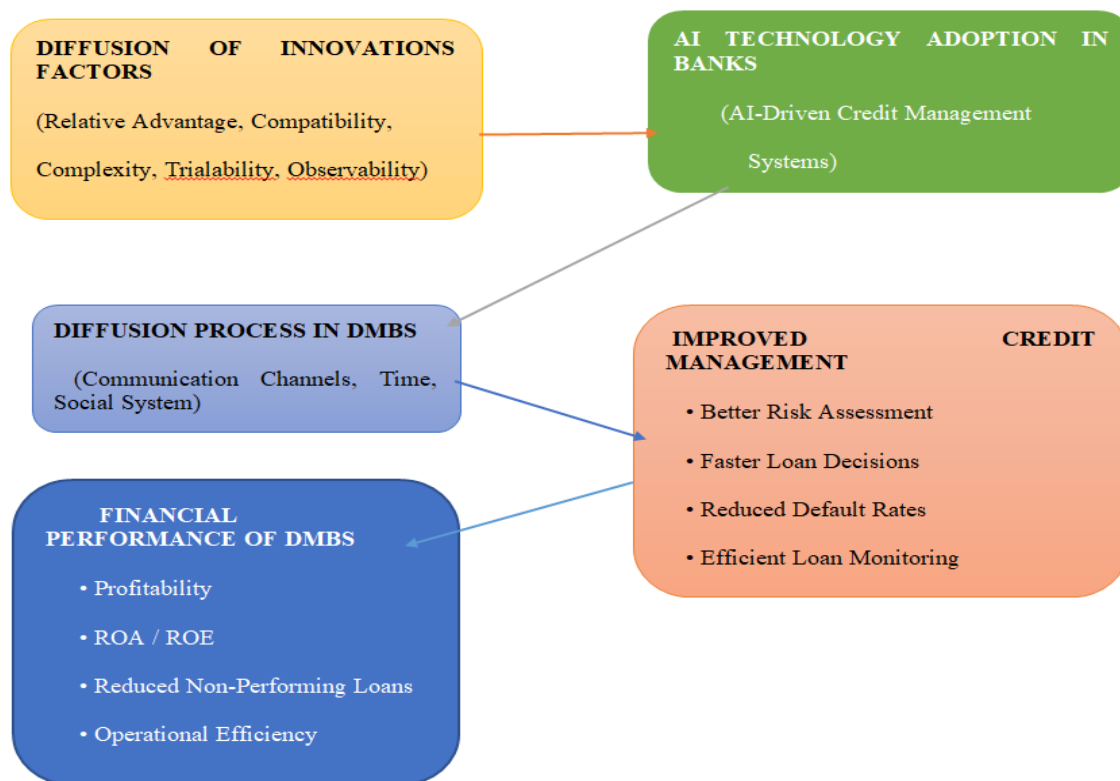 DIFFUSION OF INNOVATIONS
FACTORS
(Relative Advantage, Compatibility,
Complexity, Trialability, Observability)
AI TECHNOLOGY ADOPTION IN
BANKS
(AI-Driven Credit Management
Systems)
DIFFUSION PROCESS IN DMBS
(Communication Channels, Time,
Social System)
IMPROVED CREDIT
MANAGEMENT
• Better Risk Assessment
• Faster Loan Decisions
• Reduced Default Rates
• Efficient Loan Monitoring
FINANCIAL
PERFORMANCE OF DMBS
• Profitability
• ROA / ROE
• Reduced Non-Performing Loans
• Operational Efficiency